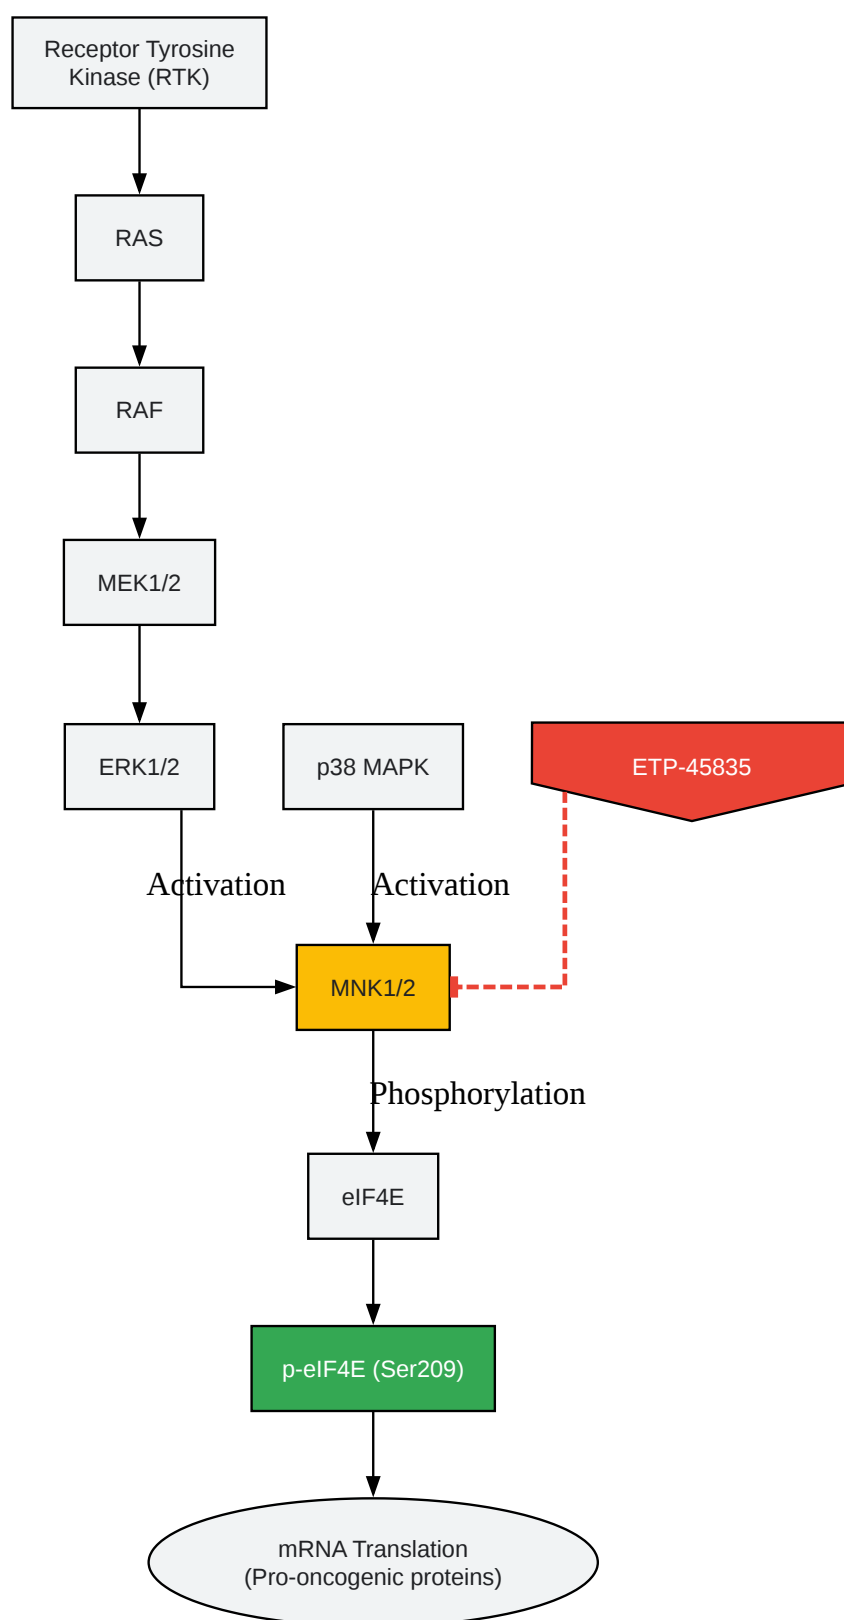 Receptor Tyrosine
Kinase (RTK)
RAS
RAF
MEK1/2
ERK1/2
p38 MAPK
ETP-45835
Activation
Activation
MNK1/2
Phosphorylation
eIF4E
p-eIF4E (Ser209)
mRNA Translation
(Pro-oncogenic proteins)